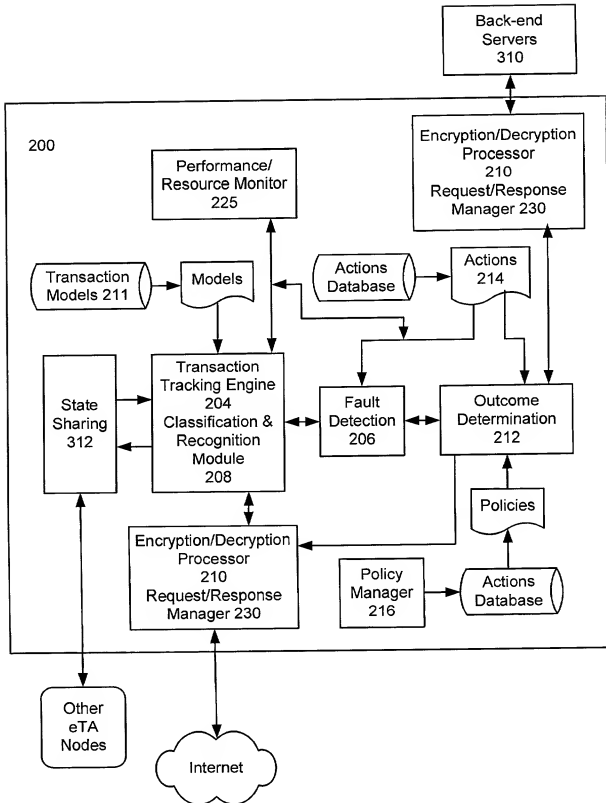 Back-end
Servers
310
200
Encryption/Decryption
Processor
210
Request/Response
Manager 230
Performance/
Resource Monitor
225
Transaction
Models 211
Models
Actions
Database
Actions
214
State
Sharing
312
Transaction
Tracking Engine
204
Classification &
Recognition
Module
208
Fault
Detection
206
Outcome
Determination
212
Policies
Encryption/Decryption
Processor
210
Request/Response
Manager 230
Policy
Manager
216
Actions
Database
Other
eTA
Nodes
Internet